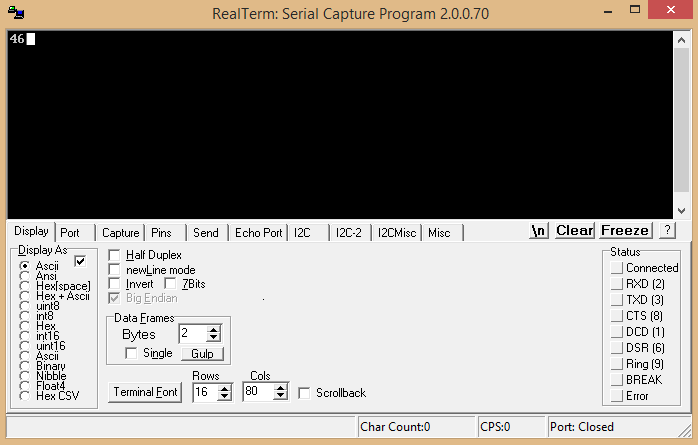 RealTerm: Serial Capture Program 2.0.0.70
46
Display Port Capture Pins Send Echo Port I2C I2C-2 I2CMisc Misc \n Clear Freeze ?
Display As
Ascii
Ansi
Hex[space]
Hex + Ascii
uint8
int8
Hex
int16
uint16
Ascii
Binary
Nibble
Float4
Hex CSV
Half Duplex
newLine mode
Invert 7Bits
Big Endian
Data Frames
Bytes 2
Single Gulp
Rows Cols
Terminal Font 16 80 Scrollback
Status
Connected
RXD (2)
TXD (3)
CTS (8)
DCD (1)
DSR (6)
Ring (9)
BREAK
Error
Char Count:0 CPS:0 Port: Closed